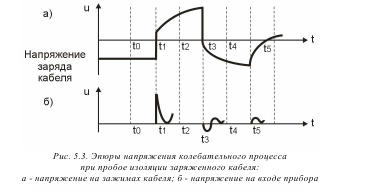 а)
u
t0 t1 t2 t3 t4 t5 t
Напряжение
заряда
кабеля
б)
u
t0 t1 t2 t3 t4 t5 t
Рис. 5.3. Эпюры напряжения колебательного процесса
при пробое изоляции заряженного кабеля:
а - напряжение на зажимах кабеля; б - напряжение на входе прибора